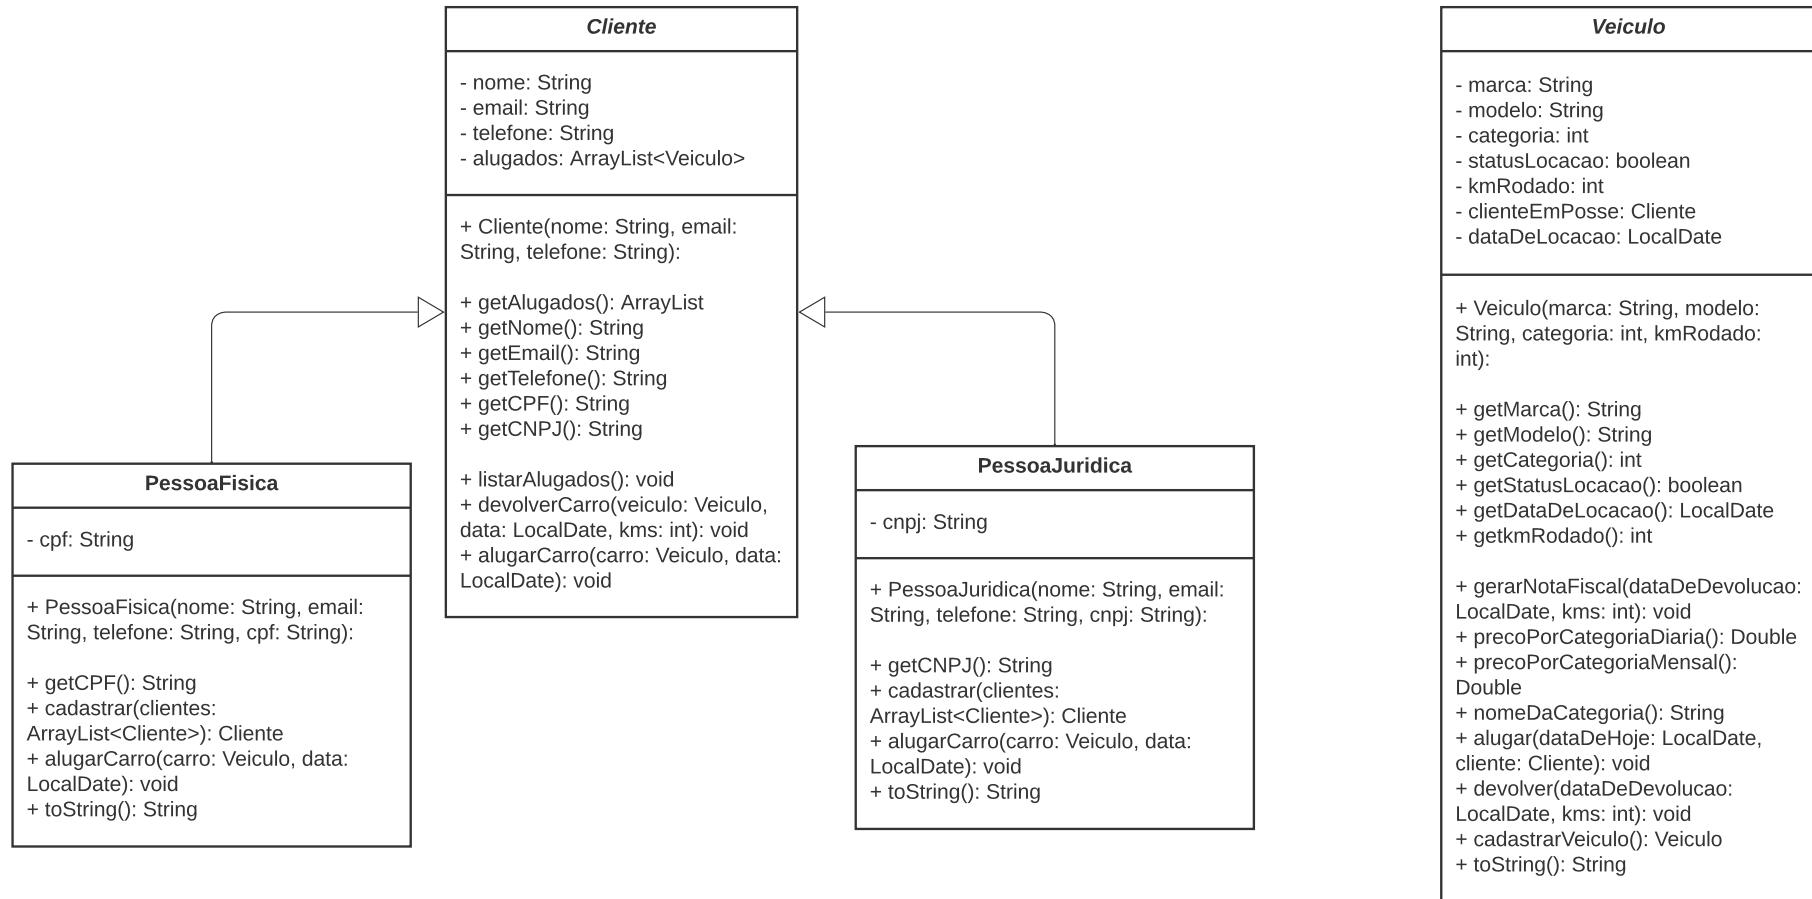 Cliente
- nome: String
- email: String
- telefone: String
- alugados: ArrayList<Veiculo>
+ Cliente(nome: String, email:
String, telefone: String):
+ getAlugados(): ArrayList
+ getNome(): String
+ getEmail(): String
+ getTelefone(): String
+ getCPF(): String
+ getCNPJ(): String
+ listarAlugados(): void
+ devolverCarro(veiculo: Veiculo,
data: LocalDate, kms: int): void
+ alugarCarro(carro: Veiculo, data:
LocalDate): void
PessoaFisica
- cpf: String
+ PessoaFisica(nome: String, email:
String, telefone: String, cpf: String):
+ getCPF(): String
+ cadastrar(clientes:
ArrayList<Cliente>): Cliente
+ alugarCarro(carro: Veiculo, data:
LocalDate): void
+ toString(): String
PessoaJuridica
- cnpj: String
+ PessoaJuridica(nome: String, email:
String, telefone: String, cnpj: String):
+ getCNPJ(): String
+ cadastrar(clientes:
ArrayList<Cliente>): Cliente
+ alugarCarro(carro: Veiculo, data:
LocalDate): void
+ toString(): String
Veiculo
- marca: String
- modelo: String
- categoria: int
- statusLocacao: boolean
- kmRodado: int
- clienteEmPosse: Cliente
- dataDeLocacao: LocalDate
+ Veiculo(marca: String, modelo:
String, categoria: int, kmRodado:
int):
+ getMarca(): String
+ getModelo(): String
+ getCategoria(): int
+ getStatusLocacao(): boolean
+ getDataDeLocacao(): LocalDate
+ getkmRodado(): int
+ gerarNotaFiscal(dataDeDevolucao:
LocalDate, kms: int): void
+ precoPorCategoriaDiaria(): Double
+ precoPorCategoriaMensal():
Double
+ nomeDaCategoria(): String
+ alugar(dataDeHoje: LocalDate,
cliente: Cliente): void
+ devolver(dataDeDevolucao:
LocalDate, kms: int): void
+ cadastrarVeiculo(): Veiculo
+ toString(): String